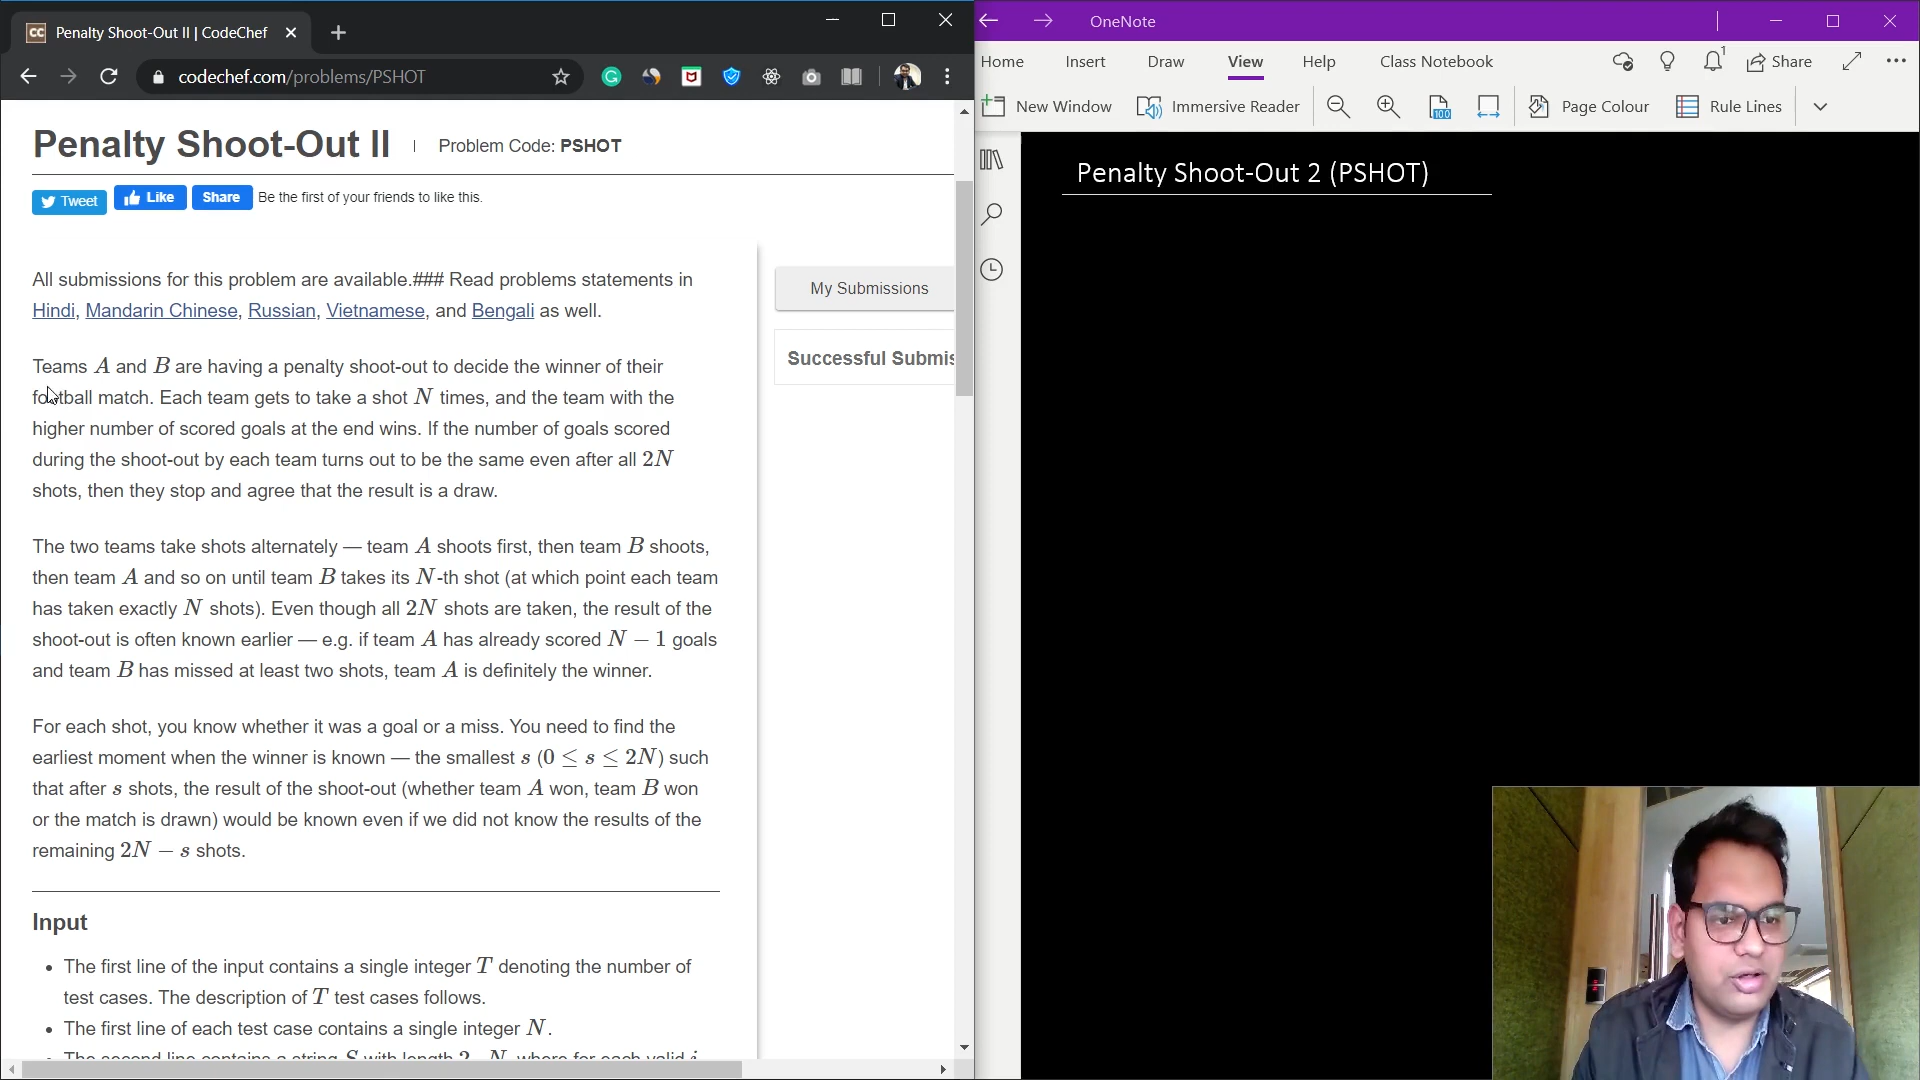 Penalty Shoot-Out II | CodeChef
codechef.com/problems/PSHOT
Penalty Shoot-Out II
Problem Code: PSHOT
Tweet
Like
Share
Be the first of your friends to like this.
All submissions for this problem are available.### Read problems statements in
Hindi, Mandarin Chinese, Russian, Vietnamese, and Bengali as well.
Teams A and B are having a penalty shoot-out to decide the winner of their
football match. Each team gets to take a shot N times, and the team with the
higher number of scored goals at the end wins. If the number of goals scored
during the shoot-out by each team turns out to be the same even after all 2N
shots, then they stop and agree that the result is a draw.
The two teams take shots alternately — team A shoots first, then team B shoots,
then team A and so on until team B takes its N-th shot (at which point each team
has taken exactly N shots). Even though all 2N shots are taken, the result of the
shoot-out is often known earlier — e.g. if team A has already scored N − 1 goals
and team B has missed at least two shots, team A is definitely the winner.
For each shot, you know whether it was a goal or a miss. You need to find the
earliest moment when the winner is known — the smallest s (0 ≤ s ≤ 2N) such
that after s shots, the result of the shoot-out (whether team A won, team B won
or the match is drawn) would be known even if we did not know the results of the
remaining 2N − s shots.
Input
• The first line of the input contains a single integer T denoting the number of
test cases. The description of T test cases follows.
• The first line of each test case contains a single integer N.
The second line contains a string S with length 2 · N, where for each valid i
My Submissions
Successful Submis
OneNote
Home
Insert
Draw
View
Help
Class Notebook
1
Share
New Window
Immersive Reader
100
Page Colour
Rule Lines
Penalty Shoot-Out 2 (PSHOT)